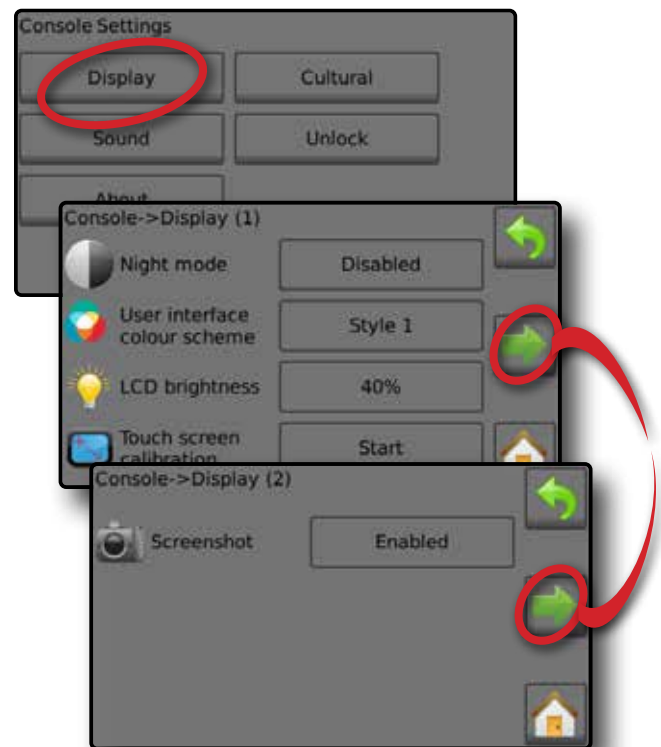 Console Settings
Display
Cultural
Sound
Unlock
About
Console->Display (1)
Night mode
Disabled
User interface
colour scheme
Style 1
LCD brightness
40%
Touch screen
calibration
Start
Console->Display (2)
Screenshot
Enabled